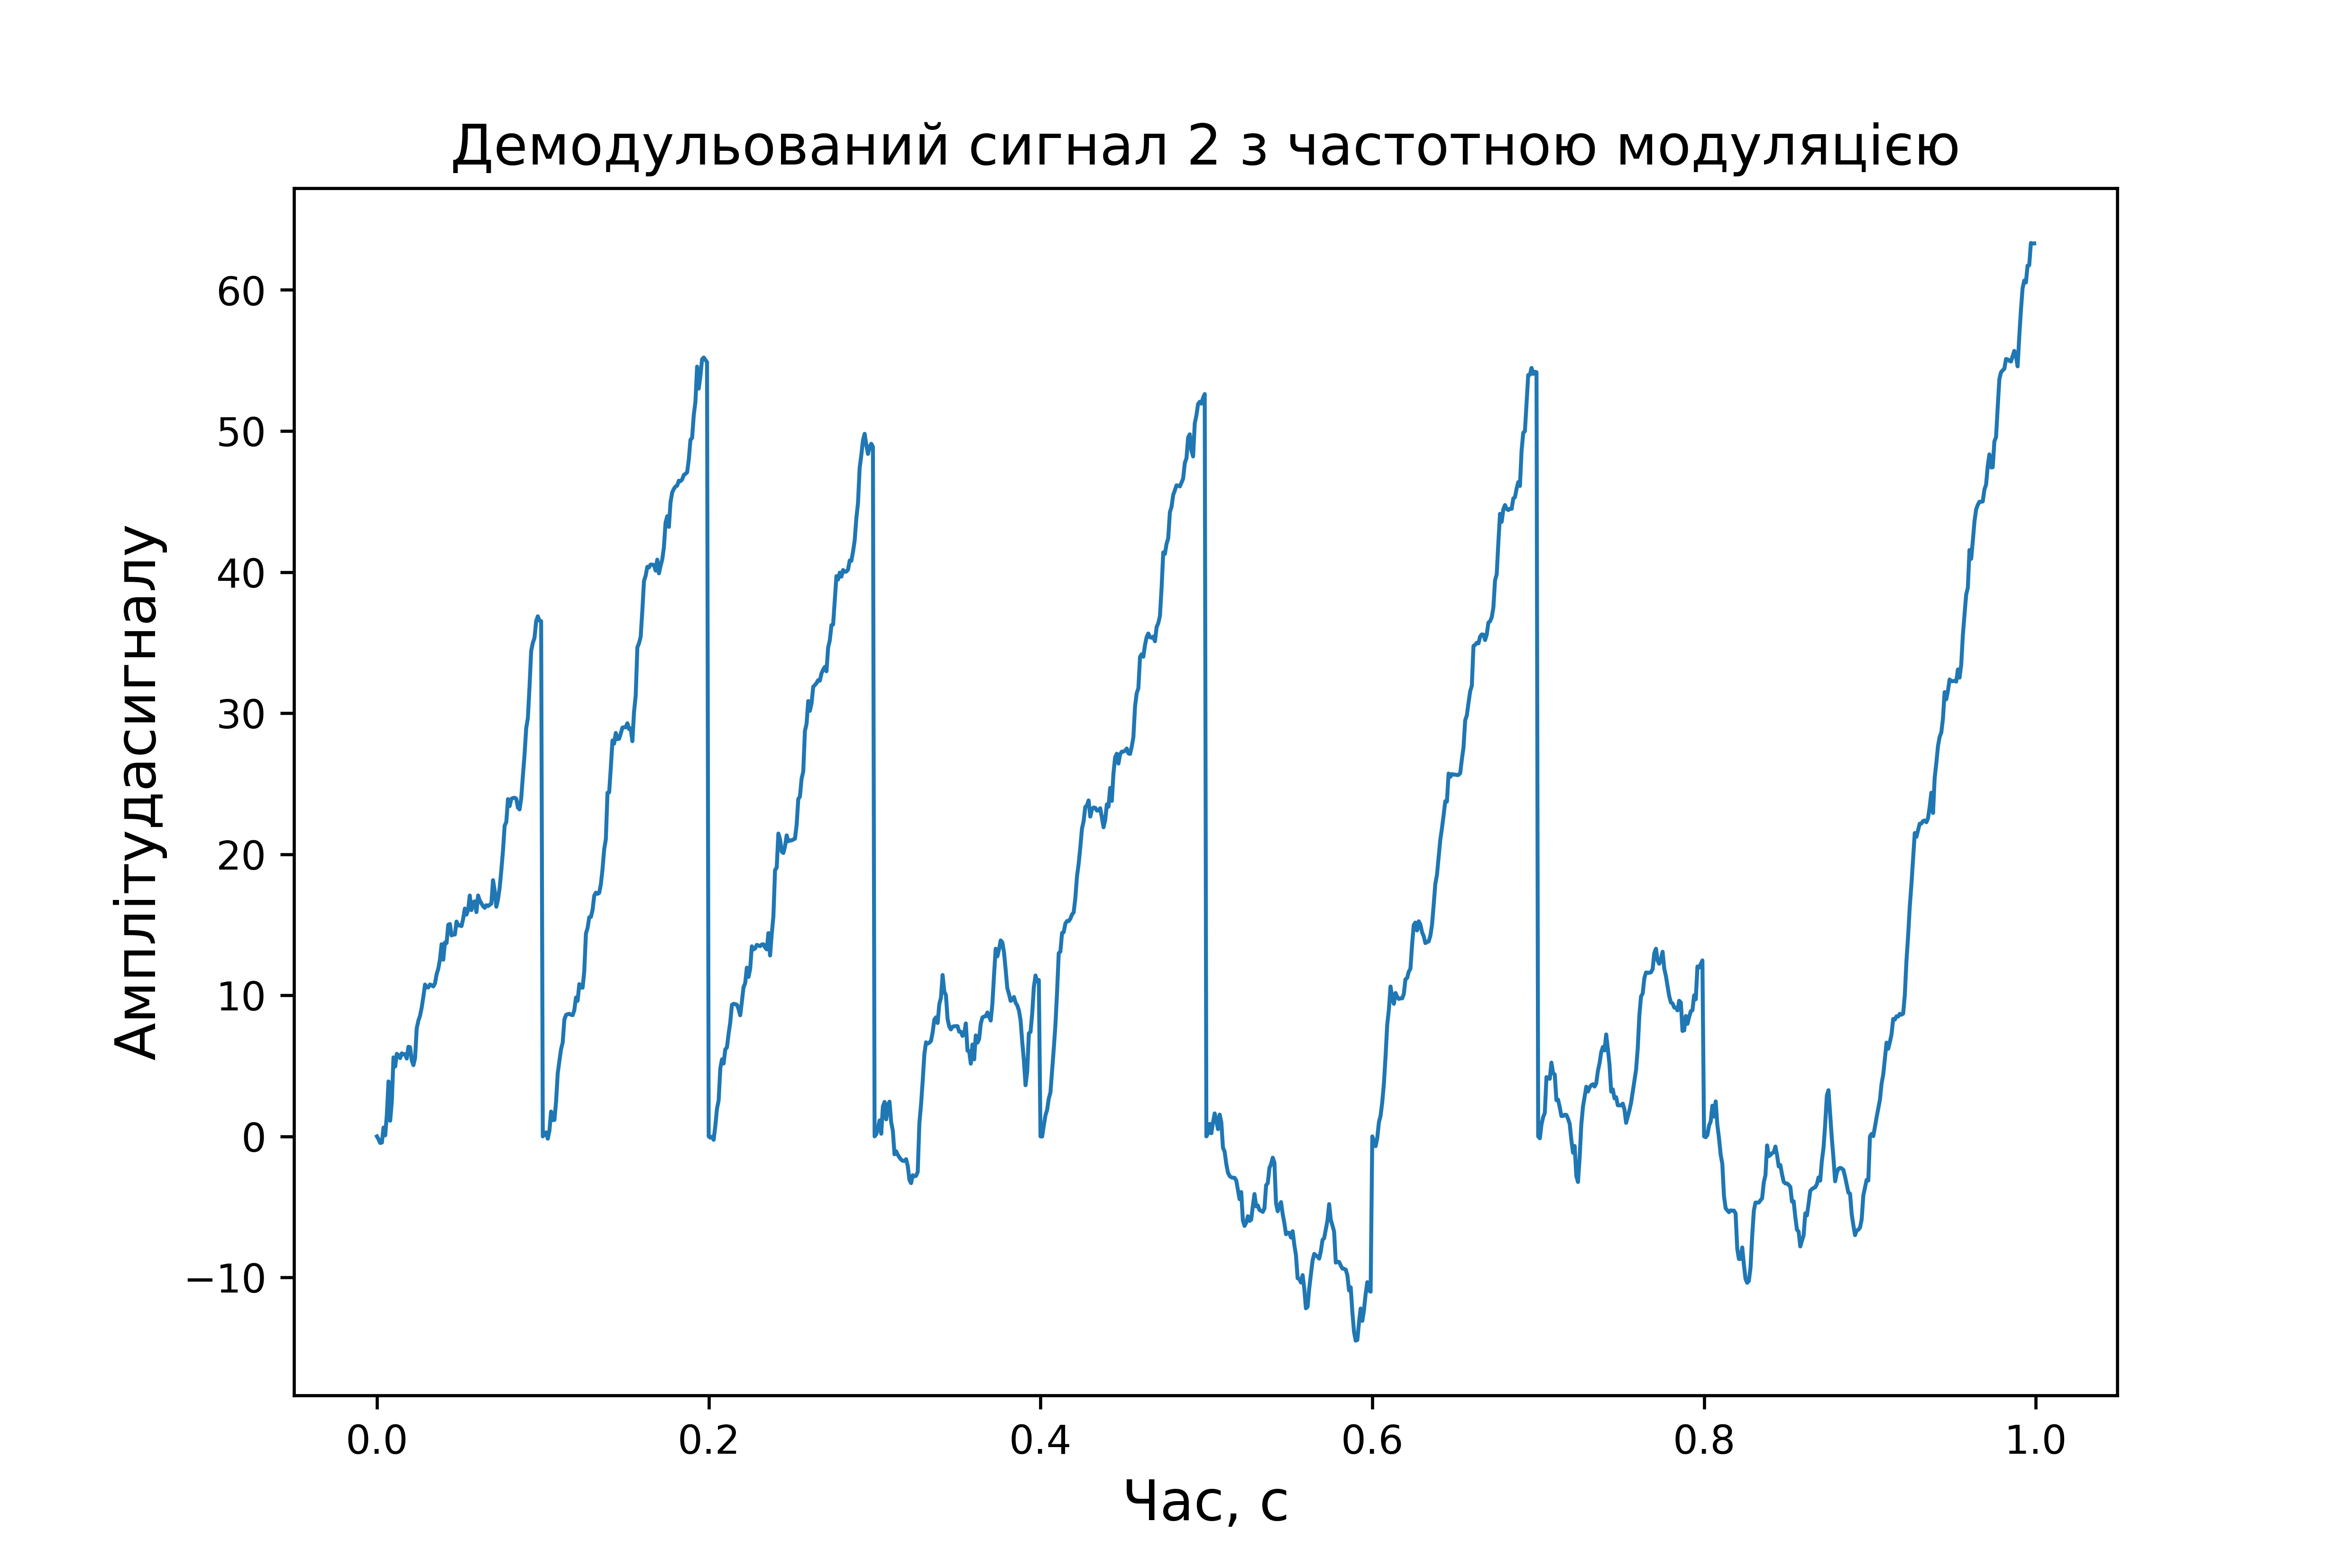 Демодульований сигнал 2 з частотною модуляцією
Амплітудасигналу
60
50
40
30
20
10
0
−10
0.0 0.2 0.4 0.6 0.8 1.0
Час, с